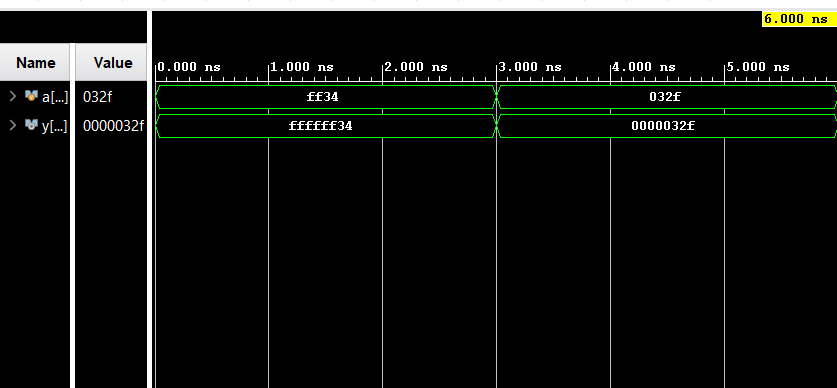 6.000 ns
Name Value
0.000 ns 1.000 ns 2.000 ns 3.000 ns 4.000 ns 5.000 ns
a[...] 032f ff34 032f
y[...] 0000032f ffffff34 0000032f